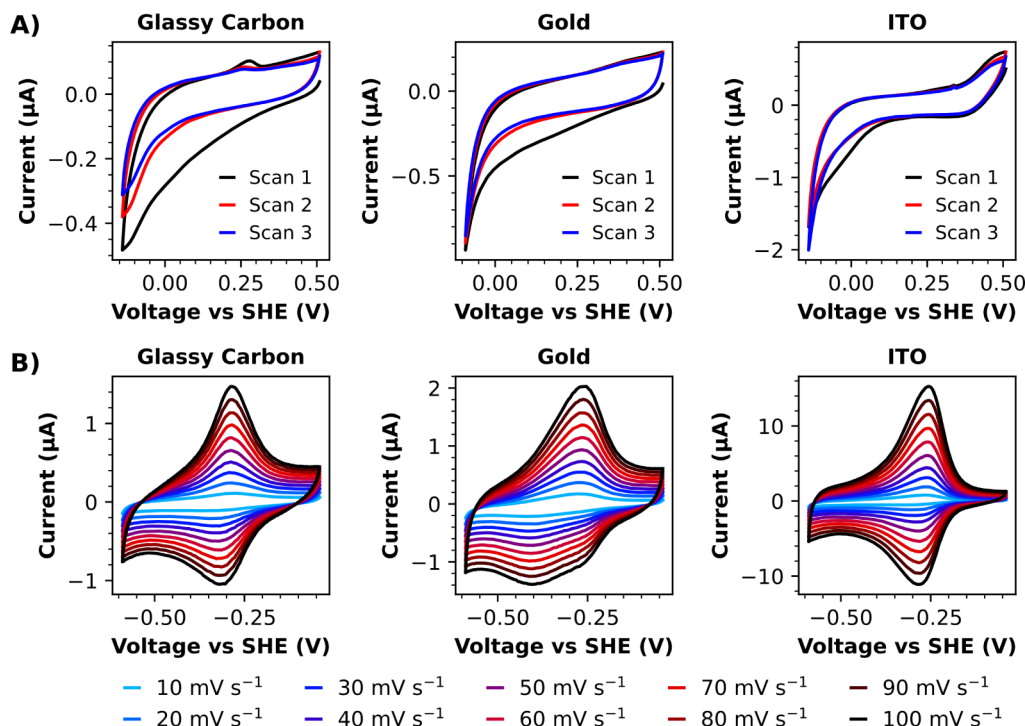 A)
Glassy Carbon
Gold
ITO
Current (μA)
0.0
−0.2
−0.4
Scan 1
Scan 2
Scan 3
0.00
0.25
0.50
Voltage vs SHE (V)
Current (μA)
0.0
−0.5
Scan 1
Scan 2
Scan 3
0.00
0.25
0.50
Voltage vs SHE (V)
Current (μA)
0
−1
−2
Scan 1
Scan 2
Scan 3
0.00
0.25
0.50
Voltage vs SHE (V)
B)
Glassy Carbon
Gold
ITO
Current (μA)
1
0
−1
−0.50
−0.25
Voltage vs SHE (V)
Current (μA)
2
1
0
−1
−0.50
−0.25
Voltage vs SHE (V)
Current (μA)
10
0
−10
−0.50
−0.25
Voltage vs SHE (V)
10 mV s⁻¹
30 mV s⁻¹
50 mV s⁻¹
70 mV s⁻¹
90 mV s⁻¹
20 mV s⁻¹
40 mV s⁻¹
60 mV s⁻¹
80 mV s⁻¹
100 mV s⁻¹